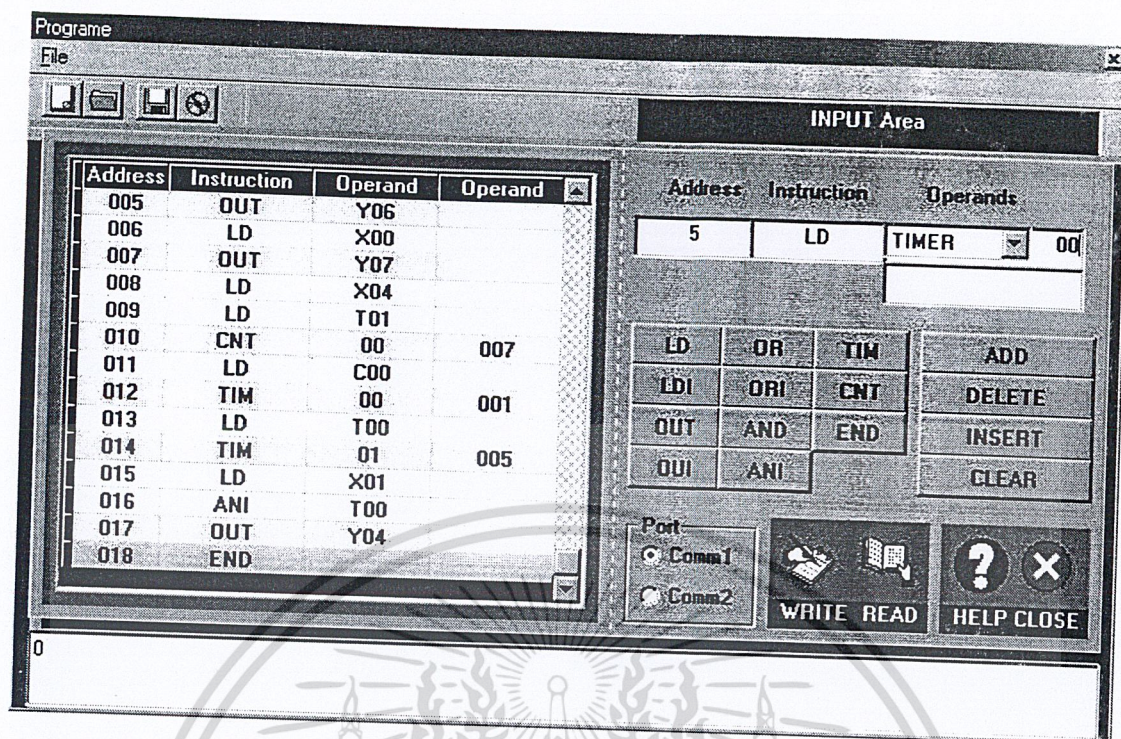 Programe
File
INPUT Area
Address Instruction Operand Operand
005 OUT Y06
006 LD X00
007 OUT Y07
008 LD X04
009 LD T01
010 CNT 00 007
011 LD C00
012 TIM 00 001
013 LD T00
014 TIM 01 005
015 LD X01
016 ANI T00
017 OUT Y04
018 END
Address Instruction Operands
5 LD TIMER 00
LD OR TIM ADD
LDI ORI CNT DELETE
OUT AND END INSERT
OUI ANI CLEAR
Port
Comm1
Comm2
WRITE READ
HELP CLOSE
0